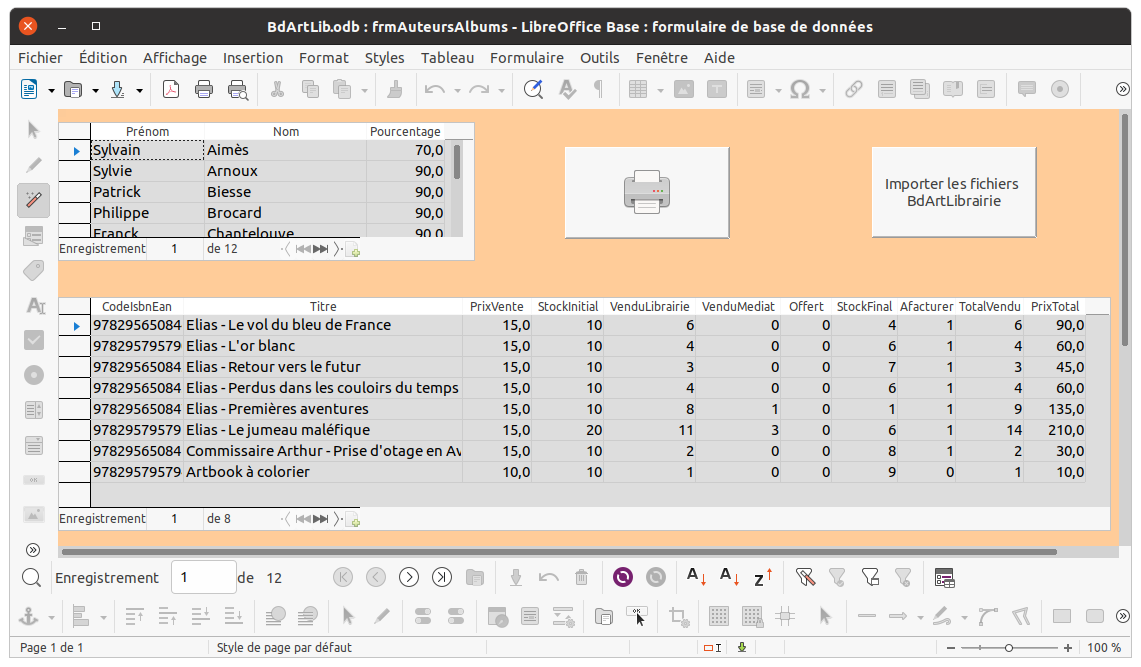 BdArtLib.odb : frmAuteursAlbums - LibreOffice Base : formulaire de base de données
Fichier Édition Affichage Insertion Format Styles Tableau Formulaire Outils Fenêtre Aide
Prénom Nom Pourcentage
Sylvain Aimès 70,0
Sylvie Arnoux 90,0
Patrick Biesse 90,0
Philippe Brocard 90,0
Franck Chantelouve 90,0
Enregistrement 1 de 12
Importer les fichiers
BdArtLibrairie
CodeIsbnEan Titre PrixVente StockInitial VenduLibrairie VenduMediat Offert StockFinal Afacturer TotalVendu PrixTotal
97829565084 Elias - Le vol du bleu de France 15,0 10 6 0 0 4 1 6 90,0
97829579579 Elias - L'or blanc 15,0 10 4 0 0 6 1 4 60,0
97829565084 Elias - Retour vers le futur 15,0 10 3 0 0 7 1 3 45,0
97829565084 Elias - Perdus dans les couloirs du temps 15,0 10 4 0 0 6 1 4 60,0
97829565084 Elias - Premières aventures 15,0 10 8 1 0 1 1 9 135,0
97829579579 Elias - Le jumeau maléfique 15,0 20 11 3 0 6 1 14 210,0
97829565084 Commissaire Arthur - Prise d'otage en Av 15,0 10 2 0 0 8 1 2 30,0
97829579579 Artbook à colorier 10,0 10 1 0 0 9 0 1 10,0
Enregistrement 1 de 8
Enregistrement 1 de 12
Page 1 de 1 Style de page par défaut 100 %